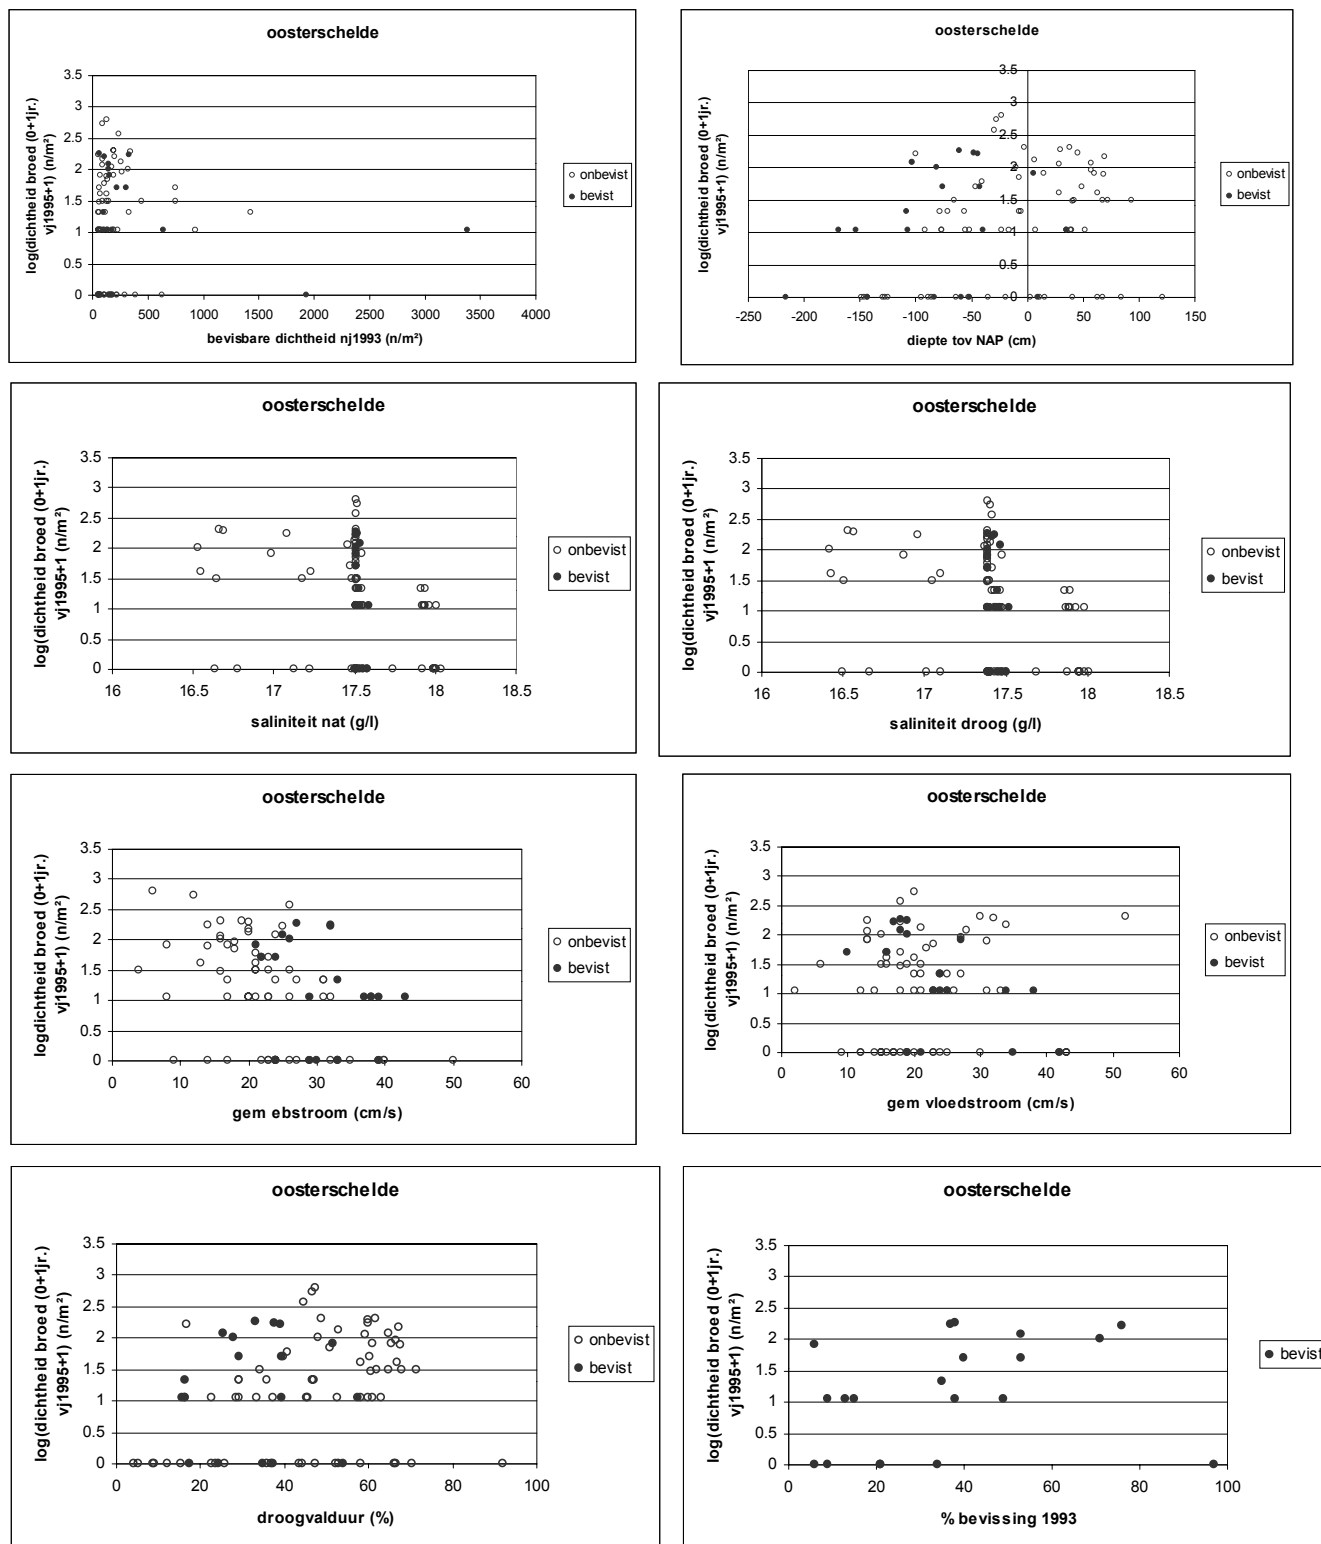 oosterschelde
log(dichtheid broed (0+1jr.)
vj1995+1) (n/m²)
3.5
3
2.5
2
1.5
1
0.5
0
0 500 1000 1500 2000 2500 3000 3500 4000
bevisbare dichtheid nj1993 (n/m²)
onbevist
bevist
oosterschelde
log(dichtheid broed (0+1jr.)
vj1995+1) (n/m²)
3.5
3
2.5
2
1.5
1
0.5
0
-250 -200 -150 -100 -50 0 50 100 150
diepte tov NAP (cm)
onbevist
bevist
oosterschelde
log(dichtheid broed (0+1jr.)
vj1995+1 (n/m²)
3.5
3
2.5
2
1.5
1
0.5
0
16 16.5 17 17.5 18 18.5
saliniteit nat (g/l)
onbevist
bevist
oosterschelde
log(dichtheid broed (0+1jr.)
vj1995+1) (n/m²)
3.5
3
2.5
2
1.5
1
0.5
0
16 16.5 17 17.5 18 18.5
saliniteit droog (g/l)
onbevist
bevist
oosterschelde
logdichtheid broed (0+1jr.)
vj1995+1) (n/m²)
3.5
3
2.5
2
1.5
1
0.5
0
0 10 20 30 40 50 60
gem ebstroom (cm/s)
onbevist
bevist
oosterschelde
log(dichtheid broed (0+1jr.)
vj1995+1) (n/m²)
3.5
3
2.5
2
1.5
1
0.5
0
0 10 20 30 40 50 60
gem vloedstroom (cm/s)
onbevist
bevist
oosterschelde
log(dichtheid broed (0+1jr.)
vj1995+1) (n/m²)
3.5
3
2.5
2
1.5
1
0.5
0
0 20 40 60 80 100
droogvalduur (%)
onbevist
bevist
oosterschelde
log(dichtheid broed (0+1jr.)
vj1995+1) (n/m²)
3.5
3
2.5
2
1.5
1
0.5
0
0 20 40 60 80 100
% bevissing 1993
bevist